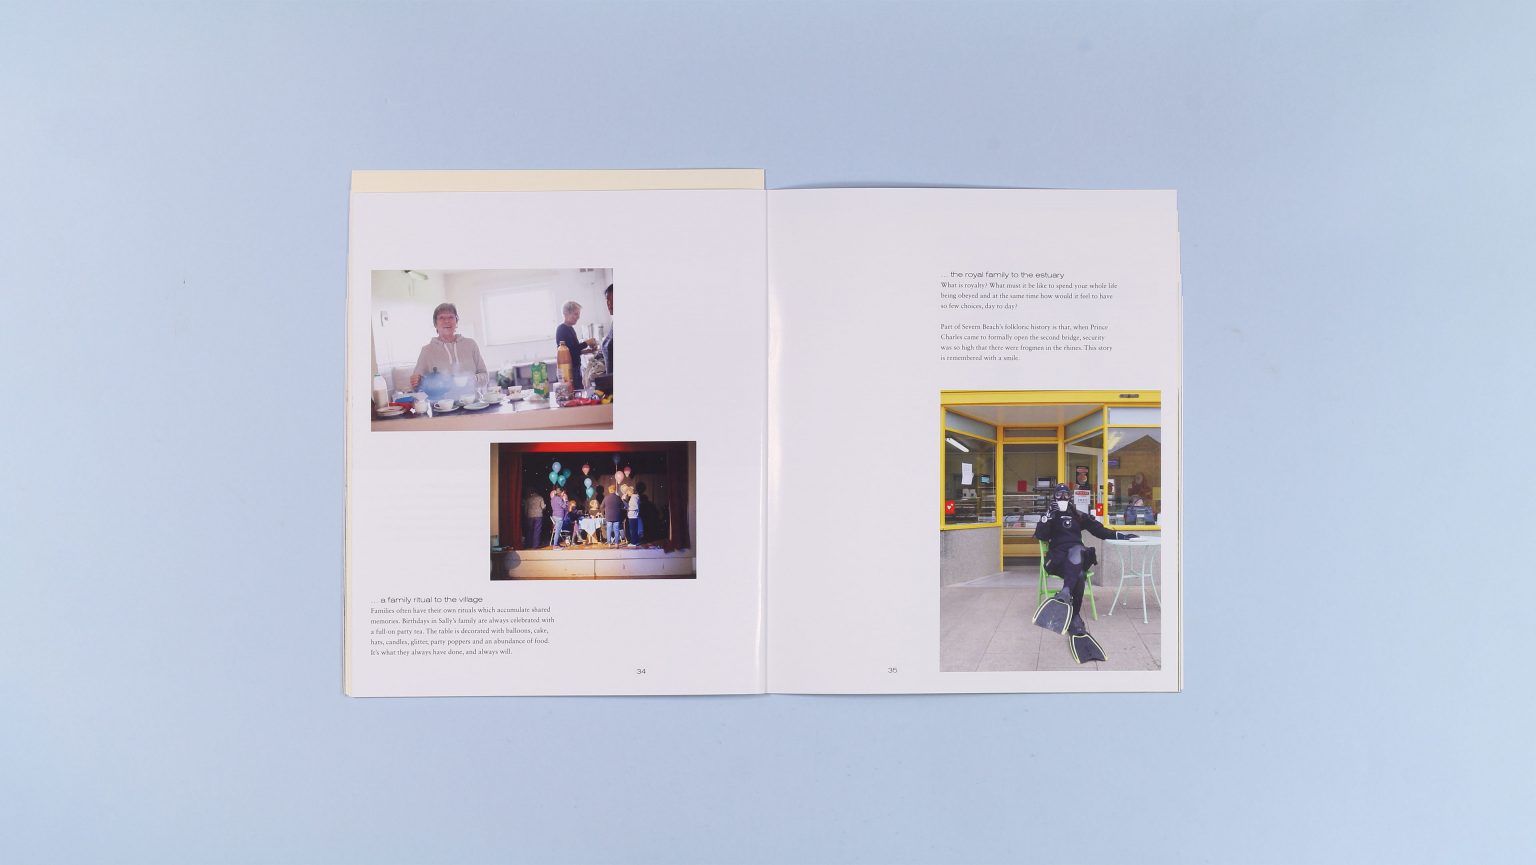 ... a family ritual to the village
Families often have their own rituals which accumulate shared
memories. Birthdays in Sally's family are always celebrated with
a full-on party tea. The table is decorated with balloons, cake,
hats, candles, glitter, party poppers and an abundance of food.
It's what they always have done, and always will.
34
... the royal family to the estuary
What is royalty? What must it be like to spend your whole life
being obeyed and at the same time how would it feel to have
so few choices, day to day?
Part of Severn Beach's folkloric history is that, when Prince
Charles came to formally open the second bridge, security
was so high that there were frogmen in the rhines. This story
is remembered with a smile.
35